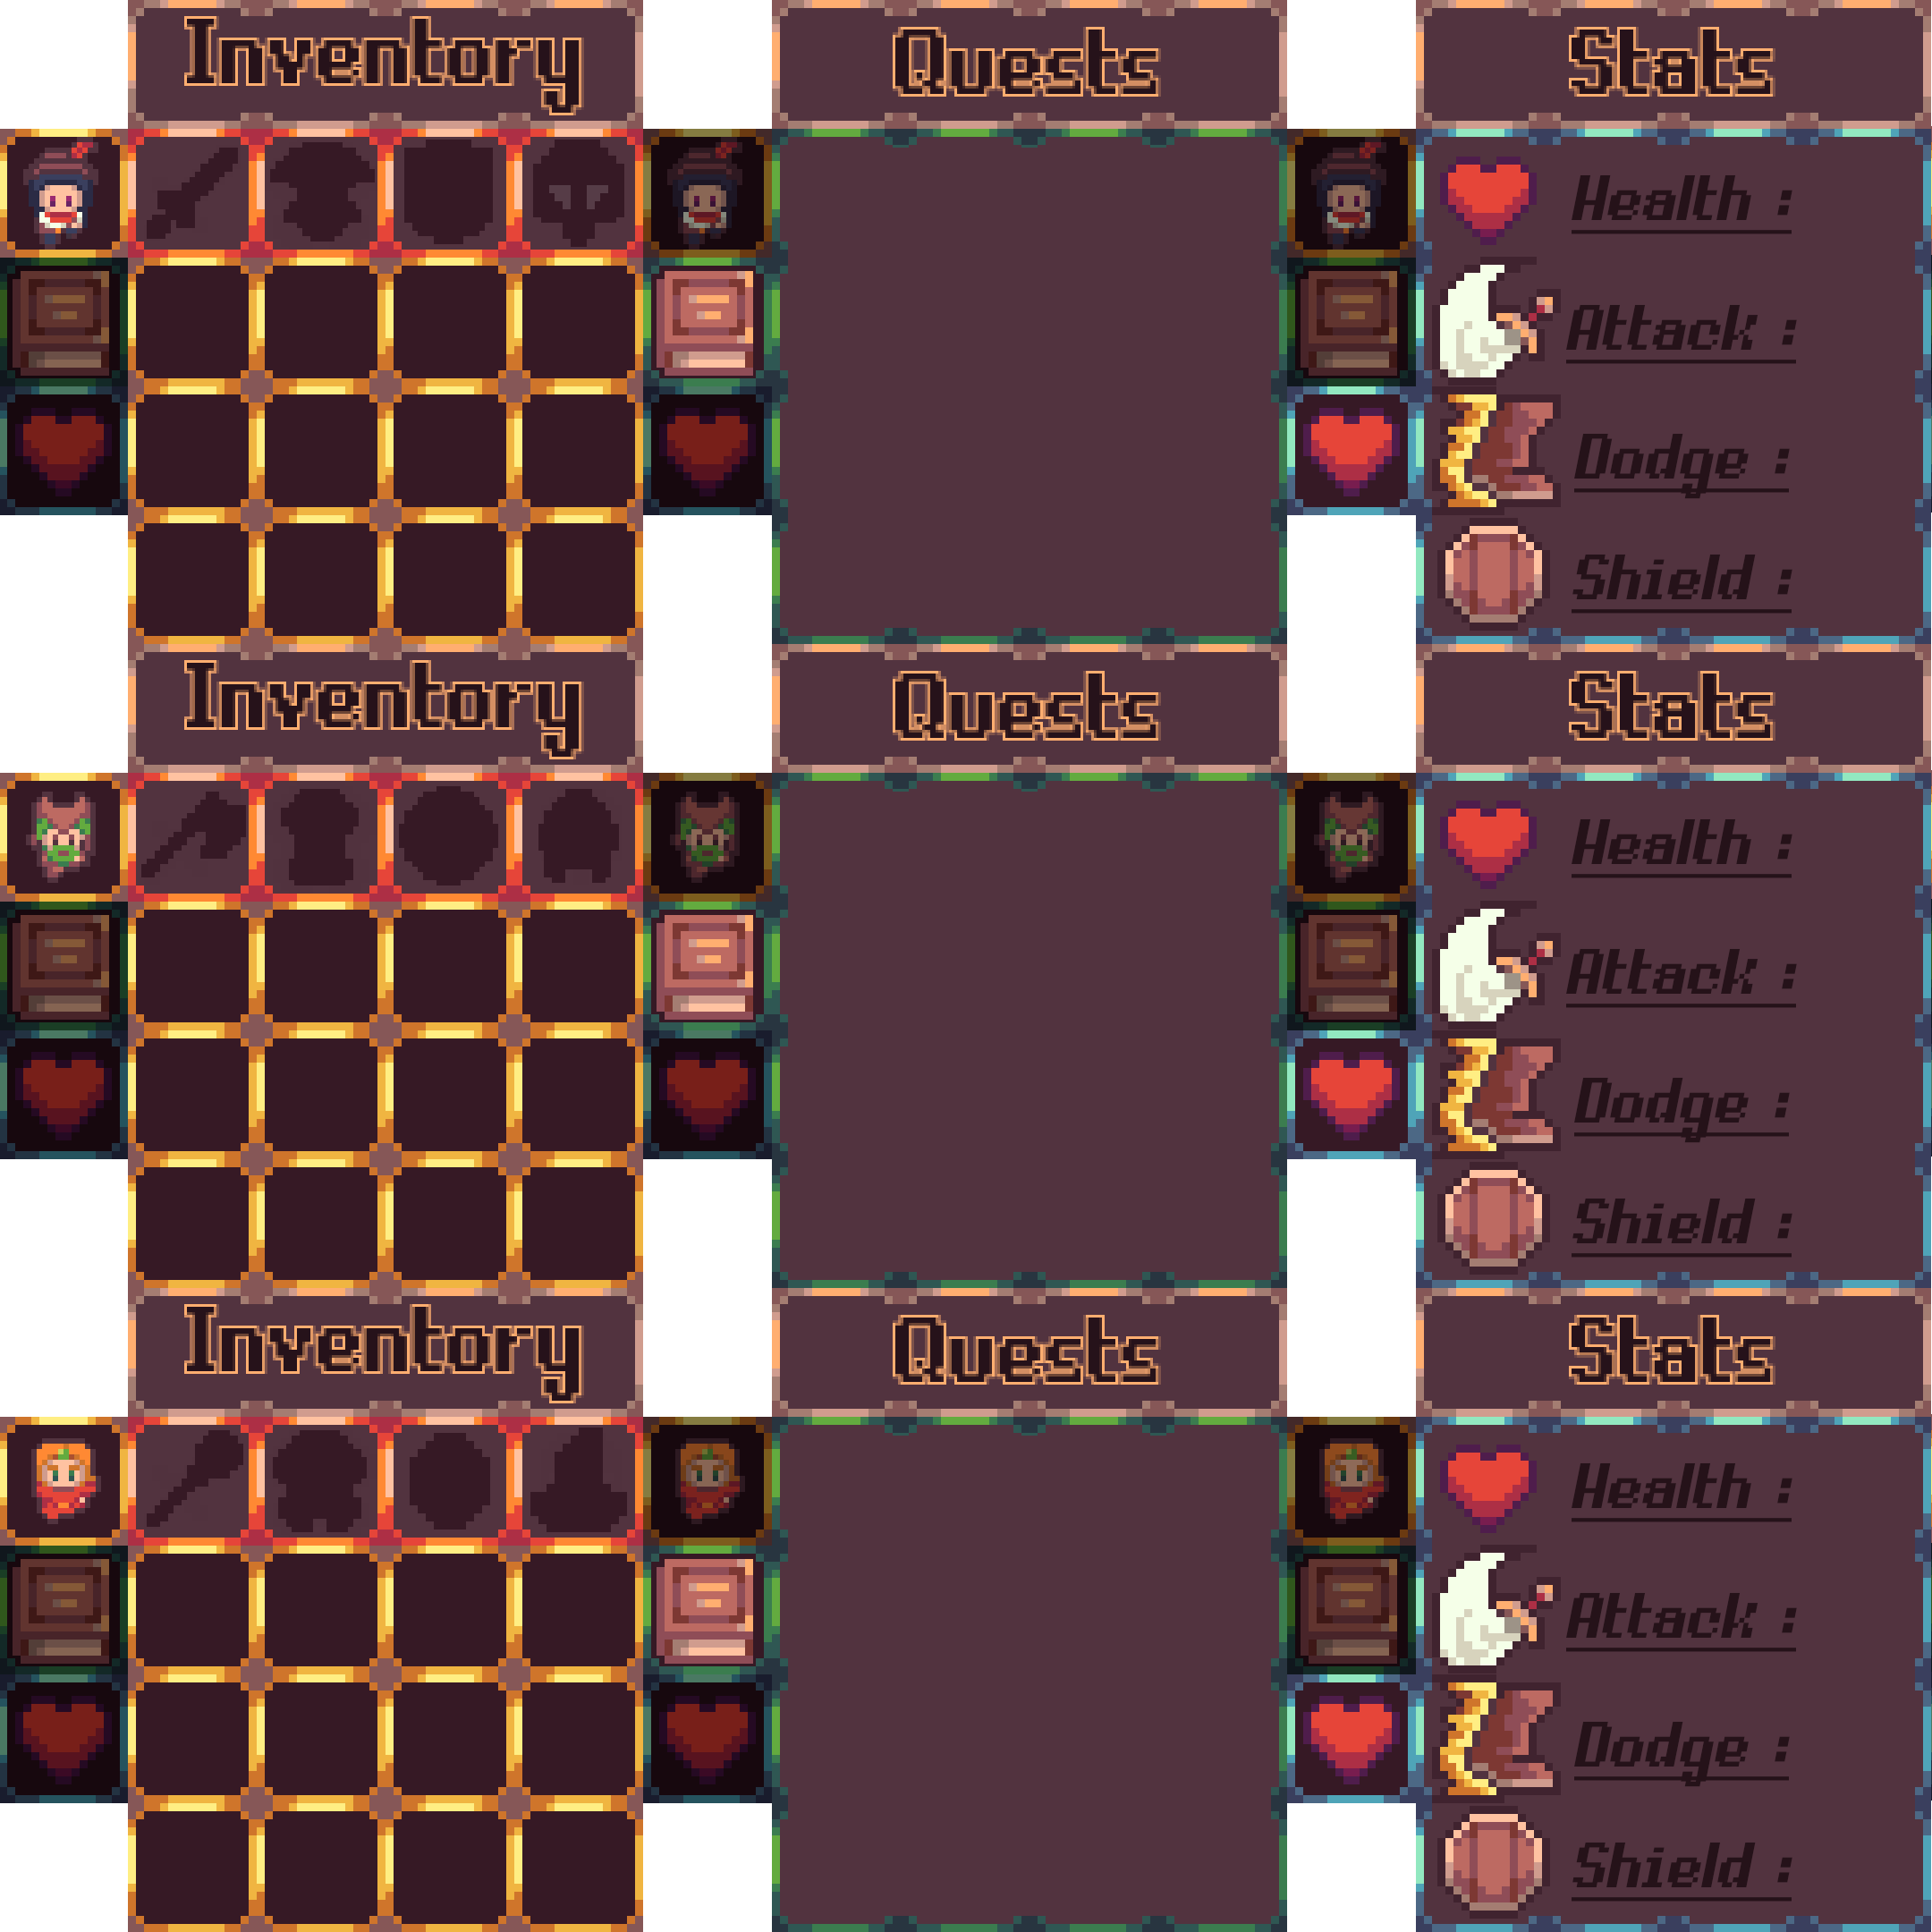 Inventory
Quests
Stats
Health :
Attack :
Dodge :
Shield :
Inventory
Quests
Stats
Health :
Attack :
Dodge :
Shield :
Inventory
Quests
Stats
Health :
Attack :
Dodge :
Shield :